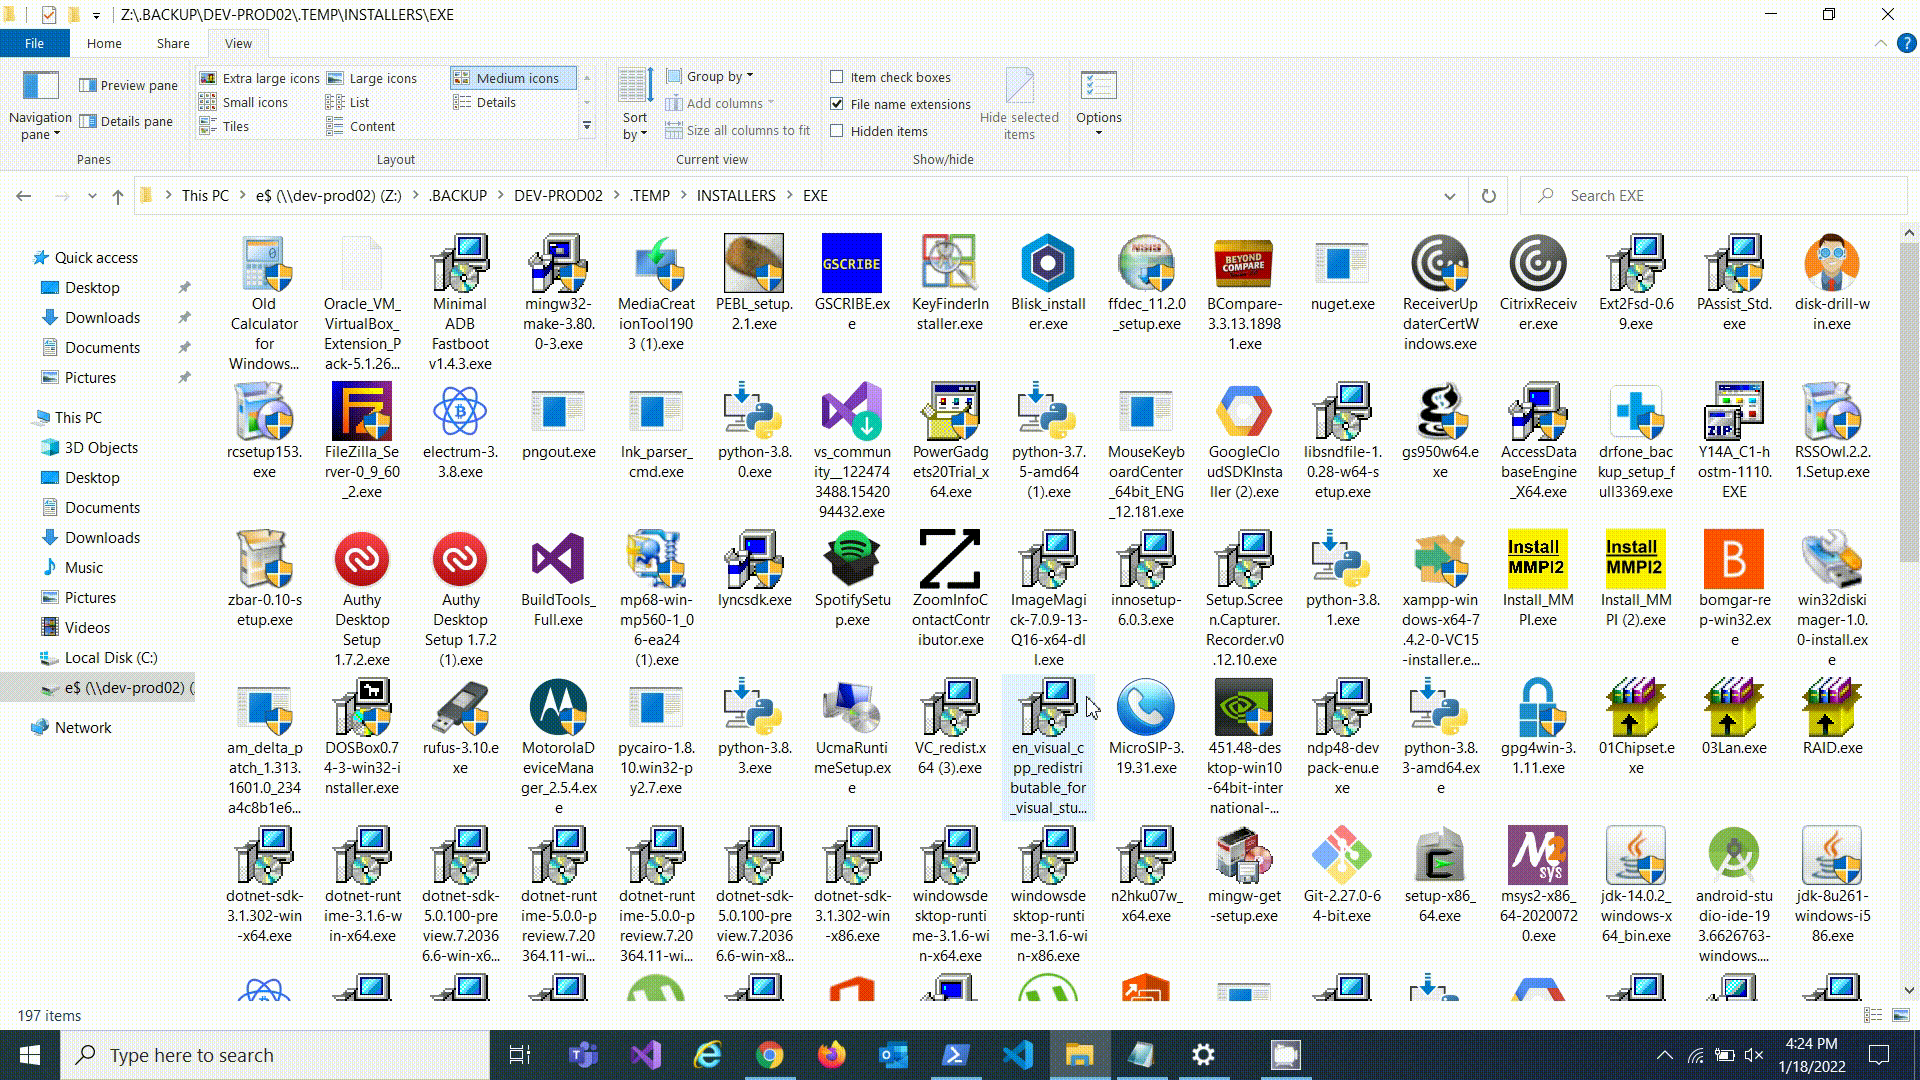 Z:\.BACKUP\DEV-PROD02\.TEMP\INSTALLERS\EXE
File Home Share View
Navigation pane
Preview pane
Details pane
Panes
Extra large icons Large icons Medium icons
Small icons List Details
Tiles Content
Layout
Sort by
Group by
Add columns
Size all columns to fit
Current view
Item check boxes
File name extensions
Hidden items
Hide selected items
Show/hide
Options
This PC e$ (\\dev-prod02) (Z:) .BACKUP DEV-PROD02 .TEMP INSTALLERS EXE
Search EXE
Quick access
Desktop
Downloads
Documents
Pictures
This PC
3D Objects
Desktop
Documents
Downloads
Music
Pictures
Videos
Local Disk (C:)
e$ (\\dev-prod02) (
Network
Old Calculator for Windows...
Oracle_VM_VirtualBox_Extension_Pack-5.1.26...
Minimal ADB Fastboot v1.4.3.exe
mingw32-make-3.80.0-3.exe
MediaCreationTool1903 (1).exe
PEBL_setup.2.1.exe
GSCRIBE
GSCRIBE.exe
KeyFinderInstaller.exe
Blisk_installer.exe
NSIS
ffdec_11.2.0_setup.exe
BEYOND COMPARE
BCompare-3.3.13.18981.exe
nuget.exe
ReceiverUpdaterCertWindows.exe
CitrixReceiver.exe
Ext2Fsd-0.69.exe
PAssist_Std.exe
disk-drill-win.exe
rcsetup153.exe
FileZilla_Server-0_9_60_2.exe
electrum-3.3.8.exe
pngout.exe
lnk_parser_cmd.exe
python-3.8.0.exe
vs_community__1224743488.1542094432.exe
PowerGadgets20Trial_x64.exe
python-3.7.5-amd64 (1).exe
MouseKeyboardCenter_64bit_ENG_12.181.exe
GoogleCloudSDKInstaller (2).exe
libsndfile-1.0.28-w64-setup.exe
gs950w64.exe
AccessDatabaseEngine_X64.exe
drfone_backup_setup_full3369.exe
ZIP
Y14A_C1-hostm-1110.EXE
RSSOwl.2.2.1.Setup.exe
zbar-0.10-setup.exe
Authy Desktop Setup 1.7.2.exe
Authy Desktop Setup 1.7.2 (1).exe
BuildTools_Full.exe
mp68-win-mp560-1_06-ea24 (1).exe
lyncsdk.exe
SpotifySetup.exe
ZoomInfoContactContributor.exe
ImageMagick-7.0.9-13-Q16-x64-dll.exe
innosetup-6.0.3.exe
Setup.Screen.Capturer.Recorder.v0.12.10.exe
python-3.8.1.exe
xampp-windows-x64-7.4.2-0-VC15-installer.e...
Install MMPI2
Install_MMPI.exe
Install MMPI2
Install_MMPI (2).exe
B
bomgar-rep-win32.exe
win32diskimager-1.0.0-install.exe
am_delta_patch_1.313.1601.0_234a4c8b1e6...
DOSBox0.74-3-win32-installer.exe
rufus-3.10.exe
MotorolaDeviceManager_2.5.4.exe
pycairo-1.8.10.win32-py2.7.exe
python-3.8.3.exe
UcmaRuntimeSetup.exe
VC_redist.x64 (3).exe
en_visual_cpp_redistributable_for_visual_stu...
MicroSIP-3.19.31.exe
451.48-desktop-win10-64bit-international-...
ndp48-devpack-enu.exe
python-3.8.3-amd64.exe
gpg4win-3.1.11.exe
01Chipset.exe
03Lan.exe
RAID.exe
dotnet-sdk-3.1.302-win-x64.exe
dotnet-runtime-3.1.6-win-x64.exe
dotnet-sdk-5.0.100-preview.7.20366.6-win-x6...
dotnet-runtime-5.0.0-preview.7.20364.11-wi...
dotnet-runtime-5.0.0-preview.7.20364.11-wi...
dotnet-sdk-5.0.100-preview.7.20366.6-win-x8...
dotnet-sdk-3.1.302-win-x86.exe
windowsdesktop-runtime-3.1.6-win-x64.exe
windowsdesktop-runtime-3.1.6-win-x86.exe
n2hku07w_x64.exe
mingw-get-setup.exe
Git-2.27.0-64-bit.exe
setup-x86_64.exe
M2 sys
msys2-x86_64-20200720.exe
jdk-14.0.2_windows-x64_bin.exe
android-studio-ide-193.6626763-windows....
jdk-8u261-windows-i586.exe
197 items
Type here to search
4:24 PM
1/18/2022